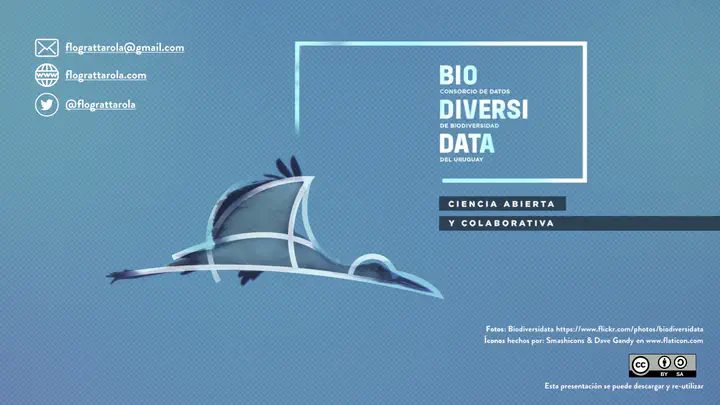 flograttarola@gmail.com
www
flograttarola.com
@flograttarola
BIO
CONSORCIO DE DATOS
DIVERSI
DE BIODIVERSIDAD
DATA
DEL URUGUAY
CIENCIA ABIERTA
Y COLABORATIVA
Fotos: Biodiversidata https://www.flickr.com/photos/biodiversidata
Íconos hechos por: Smashicons & Dave Gandy en www.flaticon.com
cc
BY SA
Esta presentación se puede descargar y re-utilizar